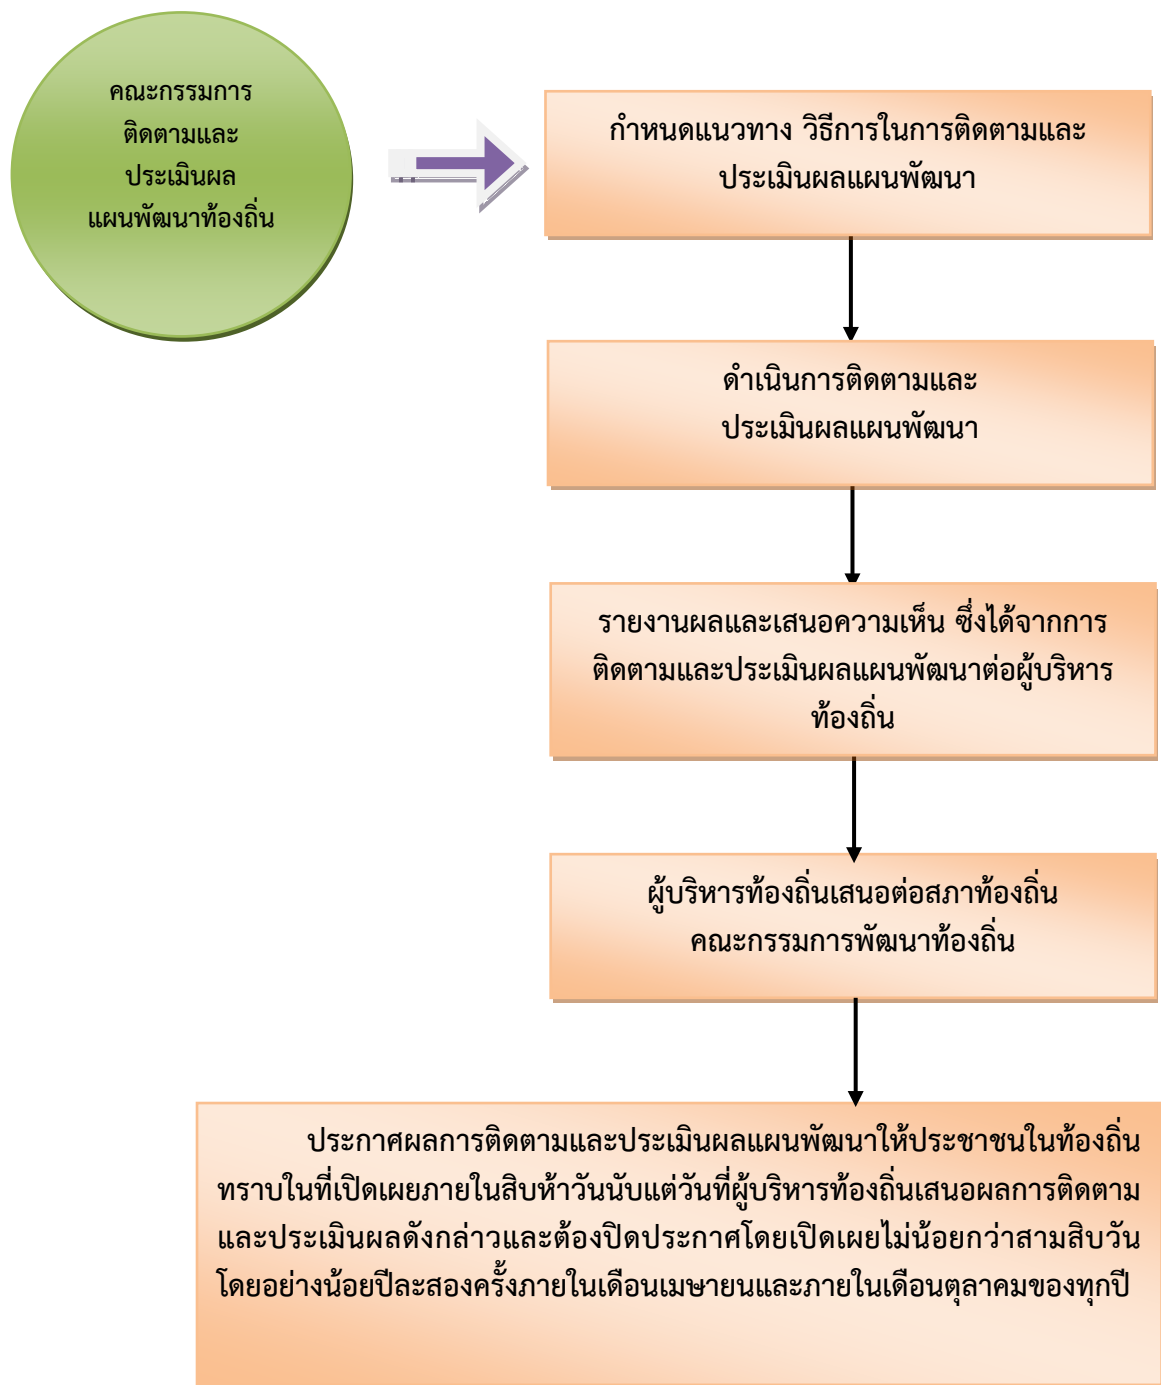 คณะกรรมการ
ติดตามและ
ประเมินผล
แผนพัฒนาท้องถิ่น
กำหนดแนวทาง วิธีการในการติดตามและ
ประเมินผลแผนพัฒนา
ดำเนินการติดตามและ
ประเมินผลแผนพัฒนา
รายงานผลและเสนอความเห็น ซึ่งได้จากการ
ติดตามและประเมินผลแผนพัฒนาต่อผู้บริหาร
ท้องถิ่น
ผู้บริหารท้องถิ่นเสนอต่อสภาท้องถิ่น
คณะกรรมการพัฒนาท้องถิ่น
ประกาศผลการติดตามและประเมินผลแผนพัฒนาให้ประชาชนในท้องถิ่น
ทราบในที่เปิดเผยภายในสิบห้าวันนับแต่วันที่ผู้บริหารท้องถิ่นเสนอผลการติดตาม
และประเมินผลดังกล่าวและต้องปิดประกาศโดยเปิดเผยไม่น้อยกว่าสามสิบวัน
โดยอย่างน้อยปีละสองครั้งภายในเดือนเมษายนและภายในเดือนตุลาคมของทุกปี